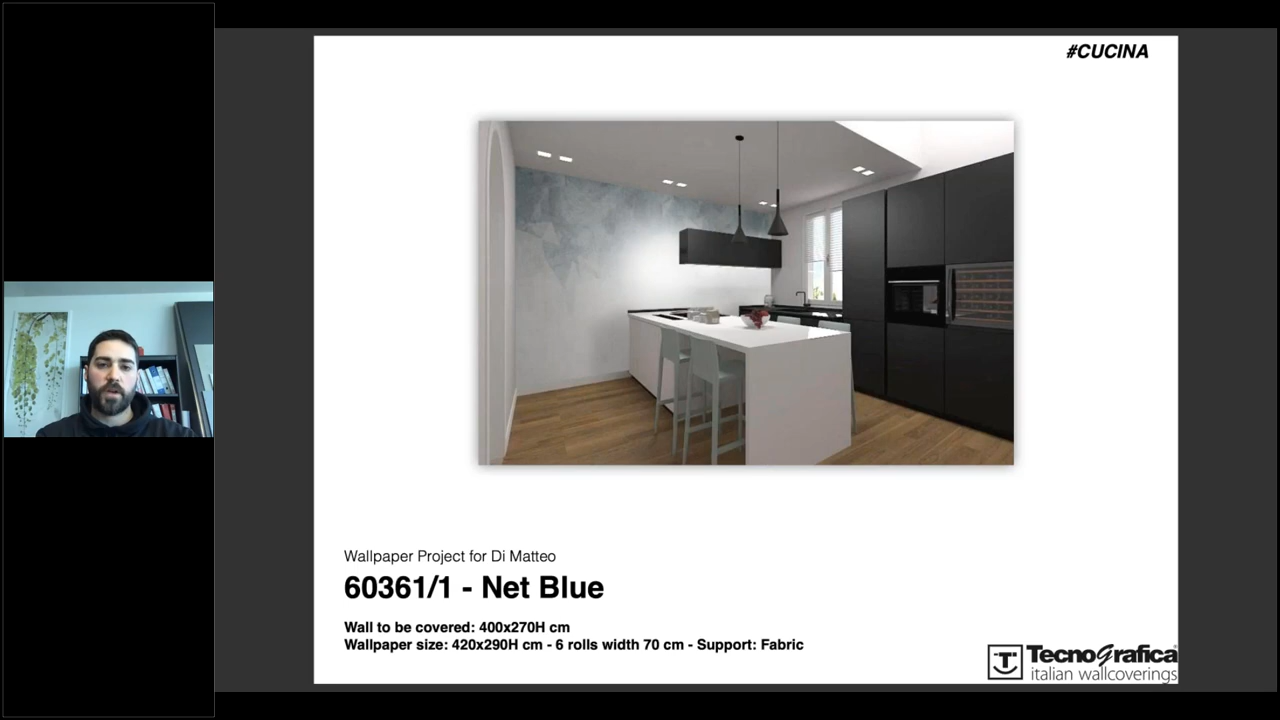 #CUCINA
Wallpaper Project for Di Matteo
60361/1 - Net Blue
Wall to be covered: 400x270H cm
Wallpaper size: 420x290H cm - 6 rolls width 70 cm - Support: Fabric
TecnoGrafica
italian wallcoverings